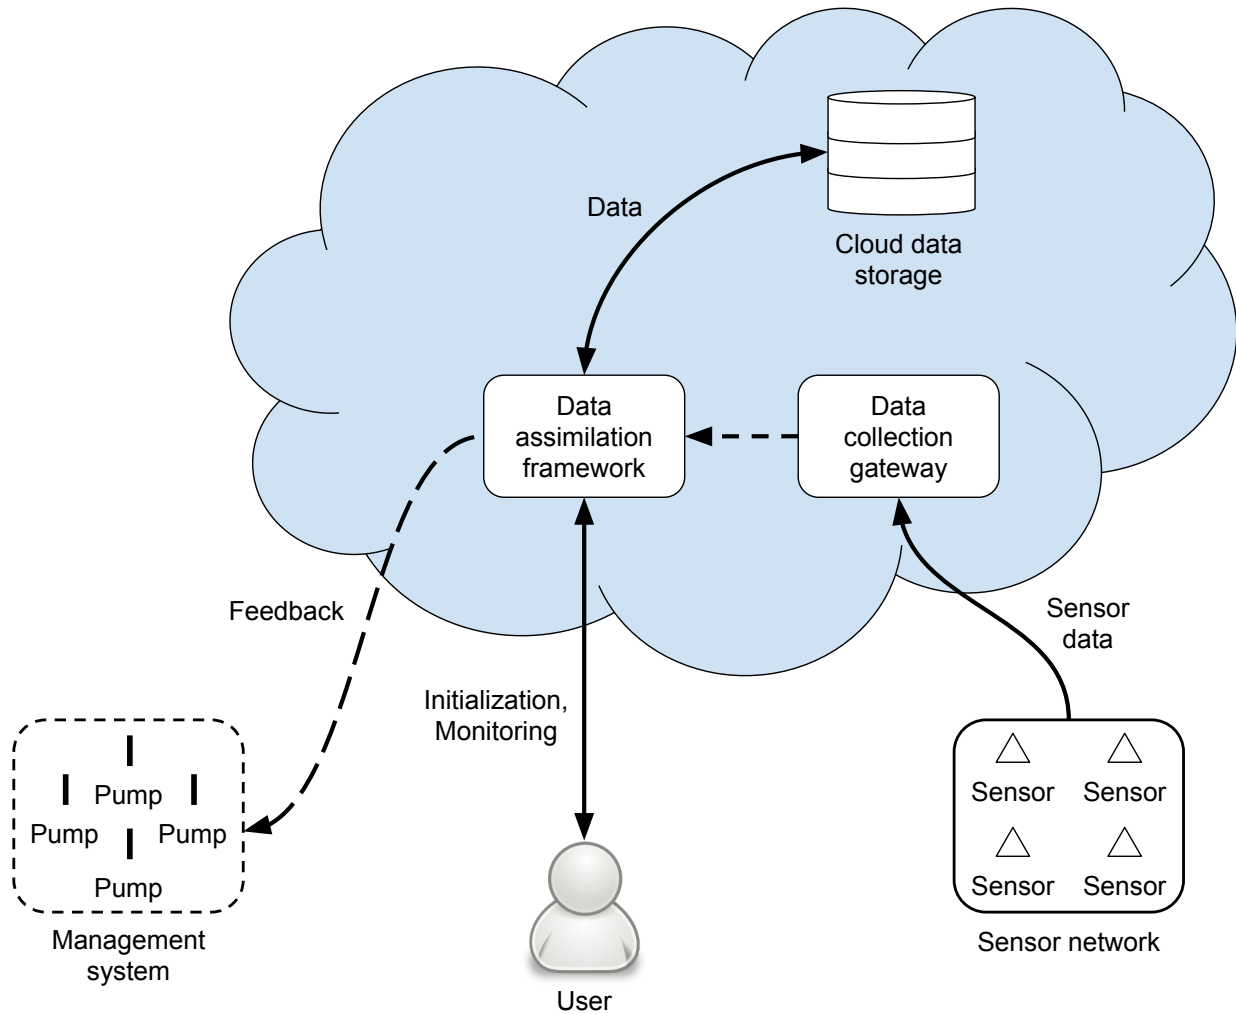 Data
Cloud data
storage
Data
assimilation
framework
Data
collection
gateway
Feedback
Sensor
data
Initialization,
Monitoring
Pump
Pump
Pump
Pump
Management
system
User
Sensor
Sensor
Sensor
Sensor
Sensor network